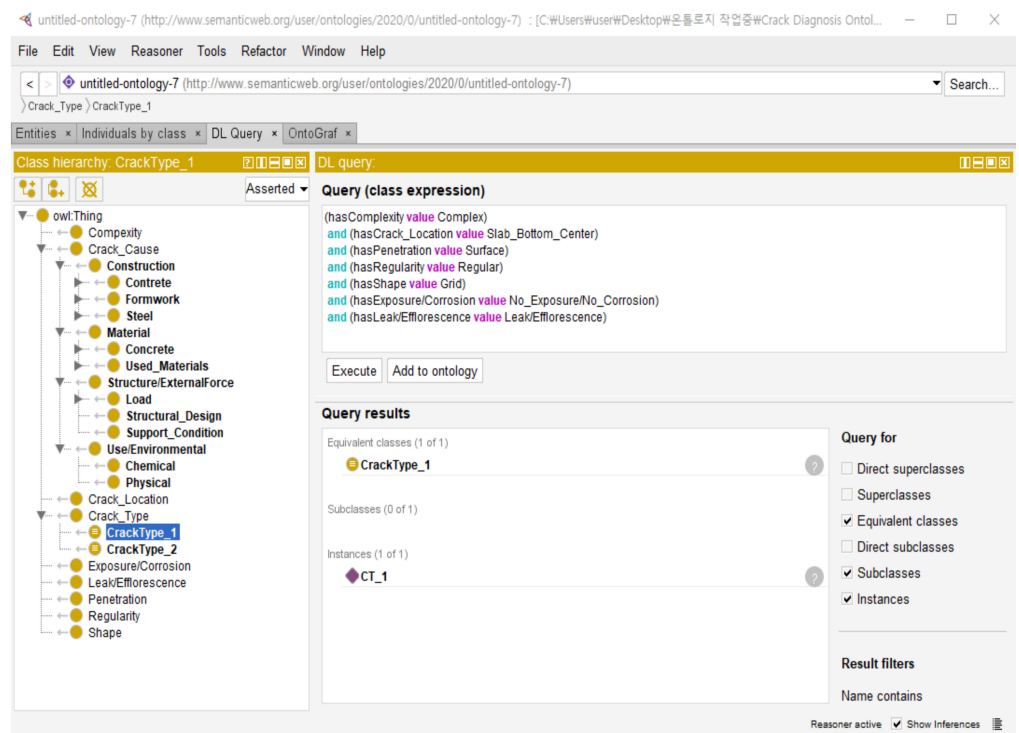 untitled-ontology-7 (http://www.semanticweb.org/user/ontologies/2020/0/untitled-ontology-7) : [C:₩Users₩user₩Desktop₩온톨로지 작업중₩Crack Diagnosis Ontol...
File Edit View Reasoner Tools Refactor Window Help
< > untitled-ontology-7 (http://www.semanticweb.org/user/ontologies/2020/0/untitled-ontology-7) Search...
Crack_Type CrackType_1
Entities × Individuals by class × DL Query × OntoGraf ×
Class hierarchy: CrackType_1
Asserted
owl:Thing
Compexity
Crack_Cause
Construction
Contrete
Formwork
Steel
Material
Concrete
Used_Materials
Structure/ExternalForce
Load
Structural_Design
Support_Condition
Use/Environmental
Chemical
Physical
Crack_Location
Crack_Type
CrackType_1
CrackType_2
Exposure/Corrosion
Leak/Efflorescence
Penetration
Regularity
Shape
DL query:
Query (class expression)
(hasComplexity value Complex)
and (hasCrack_Location value Slab_Bottom_Center)
and (hasPenetration value Surface)
and (hasRegularity value Regular)
and (hasShape value Grid)
and (hasExposure/Corrosion value No_Exposure/No_Corrosion)
and (hasLeak/Efflorescence value Leak/Efflorescence)
Execute Add to ontology
Query results
Equivalent classes (1 of 1)
CrackType_1 ?
Subclasses (0 of 1)
Instances (1 of 1)
CT_1 ?
Query for
Direct superclasses
Superclasses
Equivalent classes
Direct subclasses
Subclasses
Instances
Result filters
Name contains
Reasoner active Show Inferences